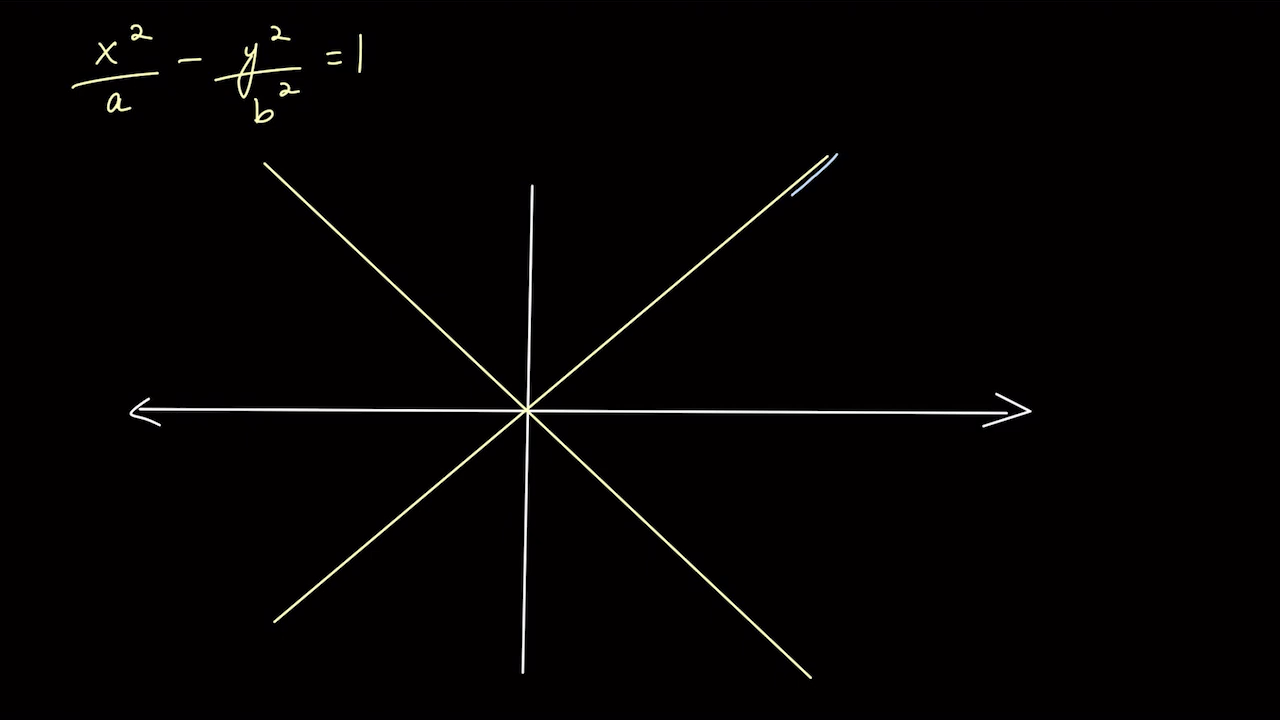 x²/a - y²/b² = 1